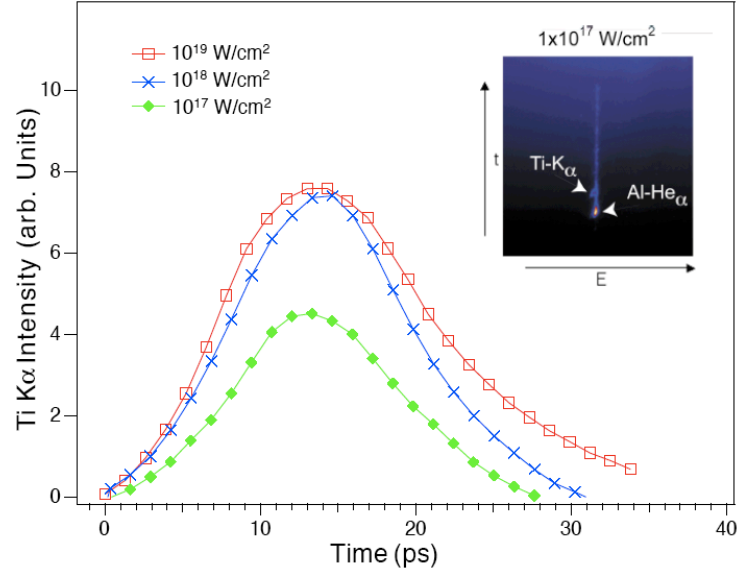 10¹⁹ W/cm²
10¹⁸ W/cm²
10¹⁷ W/cm²
1x10¹⁷ W/cm²
t
Ti-Kα
Al-Heα
E
Ti Kα Intensity (arb. Units)
10
8
6
4
2
0
0
10
20
30
40
Time (ps)